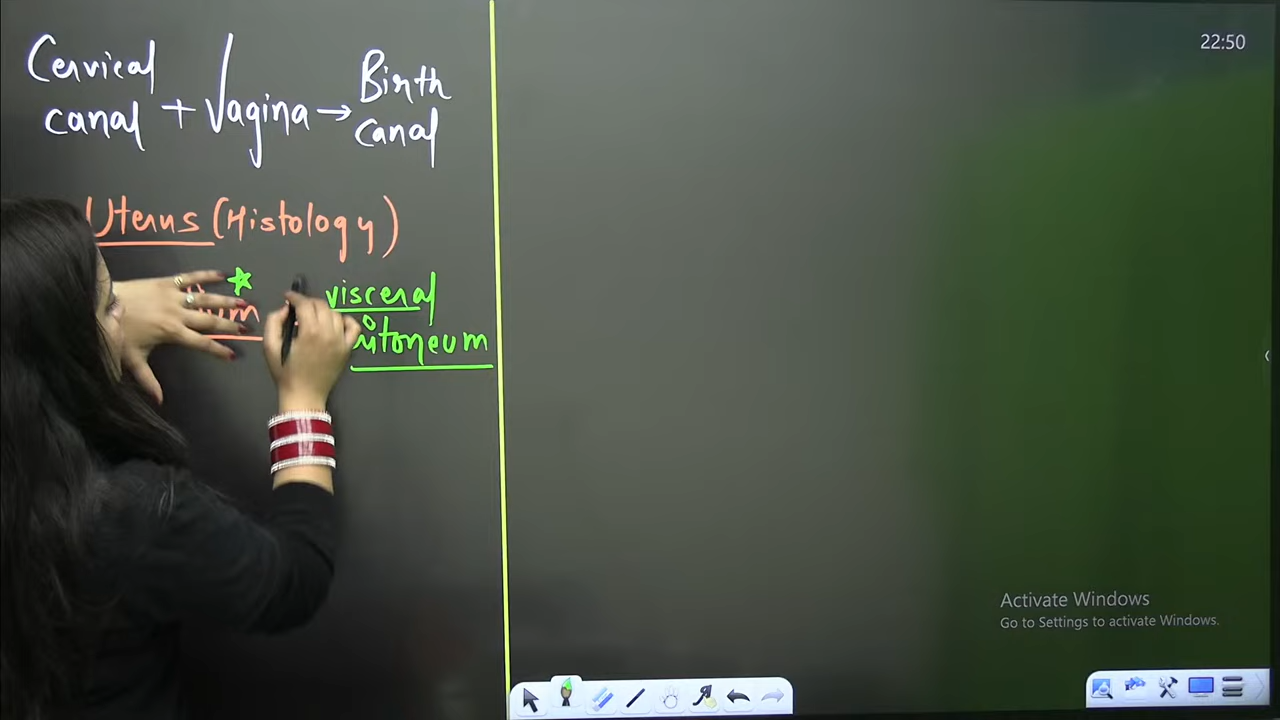 22:50
Cervical Birth
canal + Vagina → canal
Uterus (Histology)
visceral
Activate Windows
Go to Settings to activate Windows.